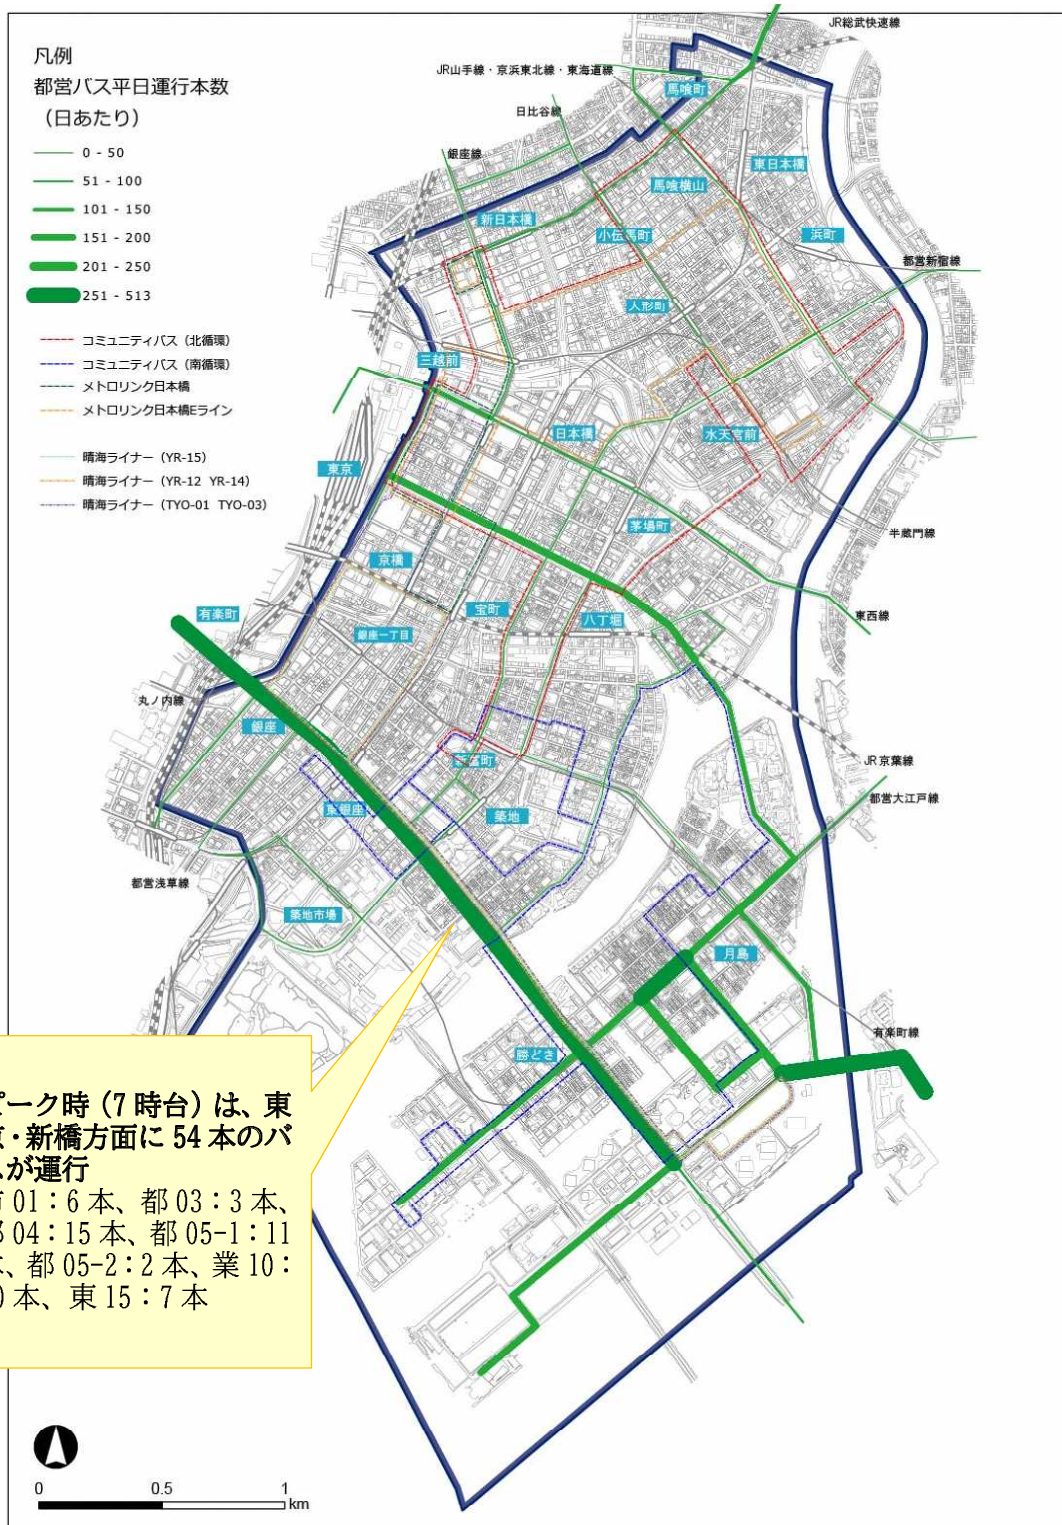 凡例
都営バス平日運行本数
(日あたり)
0 - 50
51 - 100
101 - 150
151 - 200
201 - 250
251 - 513
コミュニティバス (北循環)
コミュニティバス (南循環)
メトロリンク日本橋
メトロリンク日本橋Eライン
晴海ライナー (YR-15)
晴海ライナー (YR-12 YR-14)
晴海ライナー (TYO-01 TYO-03)
JR総武快速線
JR山手線・京浜東北線・東海道線
馬喰町
日比谷線
銀座線
東日本橋
馬喰横山
新日本橋
小伝馬町
浜町
都営新宿線
人形町
三越前
日本橋
水天宮前
東京
茅場町
半蔵門線
京橋
宝町
八丁堀
東西線
有楽町
銀座一丁目
丸ノ内線
銀座
JR京葉線
都営大江戸線
東銀座
築地
都営浅草線
築地市場
月島
有楽町線
勝どき
ピーク時(7時台)は、東
・新橋方面に54本のバ
が運行
01:6本、都03:3本、
04:15本、都05-1:11
、都05-2:2本、業10:
本、東15:7本
0 0.5 1
km